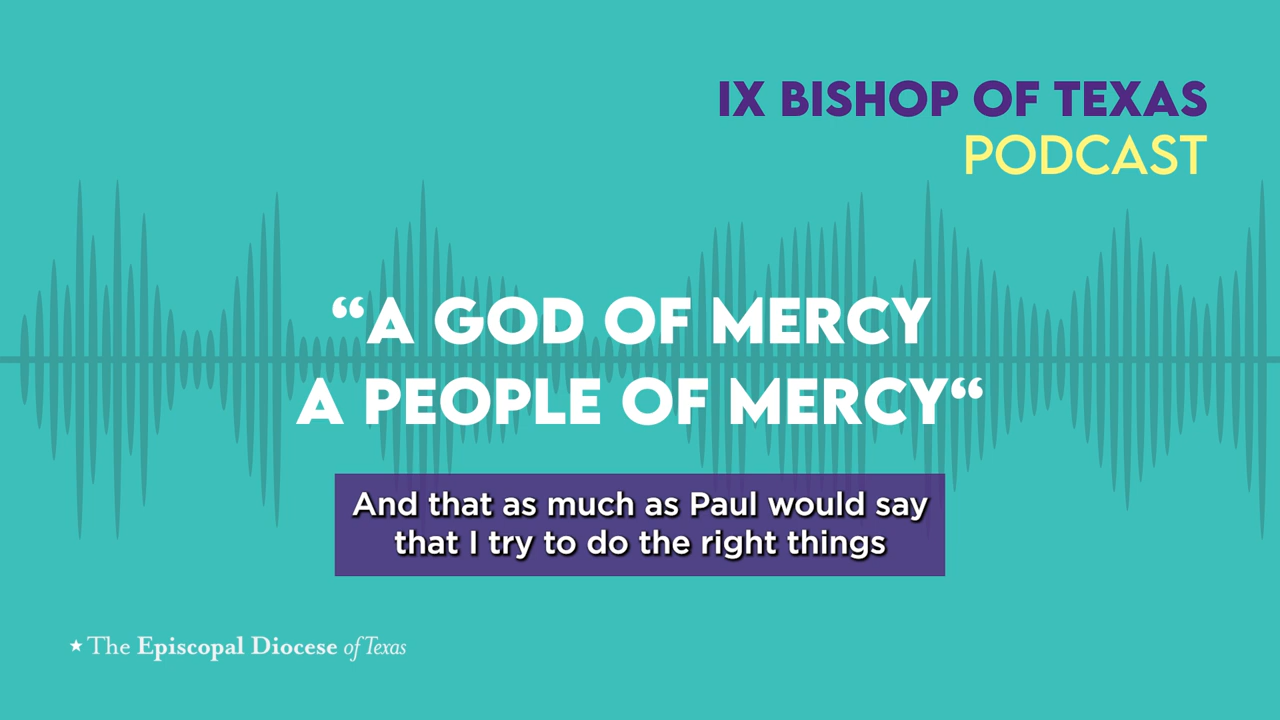 IX BISHOP OF TEXAS
PODCAST
“A GOD OF MERCY
A PEOPLE OF MERCY“
And that as much as Paul would say
that I try to do the right things
The Episcopal Diocese of Texas